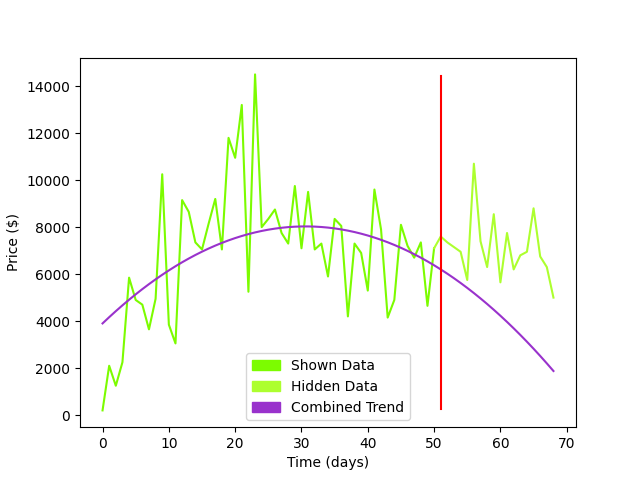 14000
12000
10000
8000
6000
4000
2000
0
Price ($)
Shown Data
Hidden Data
Combined Trend
0 10 20 30 40 50 60 70
Time (days)